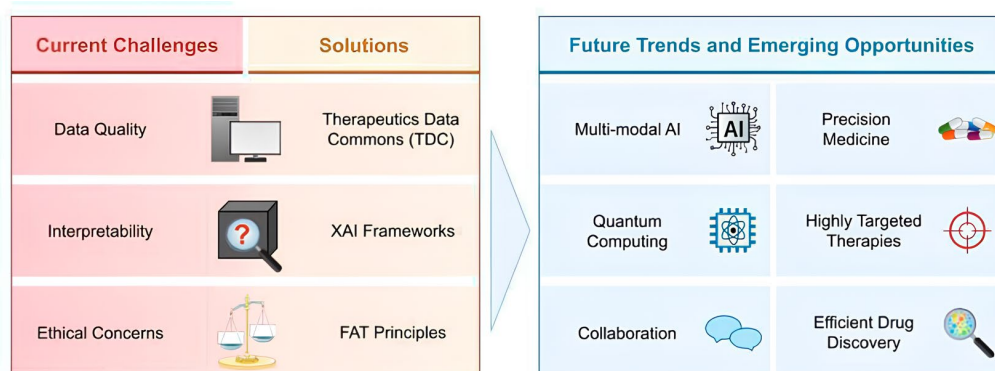 Current Challenges
Solutions
Data Quality
Therapeutics Data
Commons (TDC)
Interpretability
?
XAI Frameworks
Ethical Concerns
FAT Principles
Future Trends and Emerging Opportunities
Multi-modal AI
AI
Precision
Medicine
Quantum
Computing
Highly Targeted
Therapies
Collaboration
Efficient Drug
Discovery